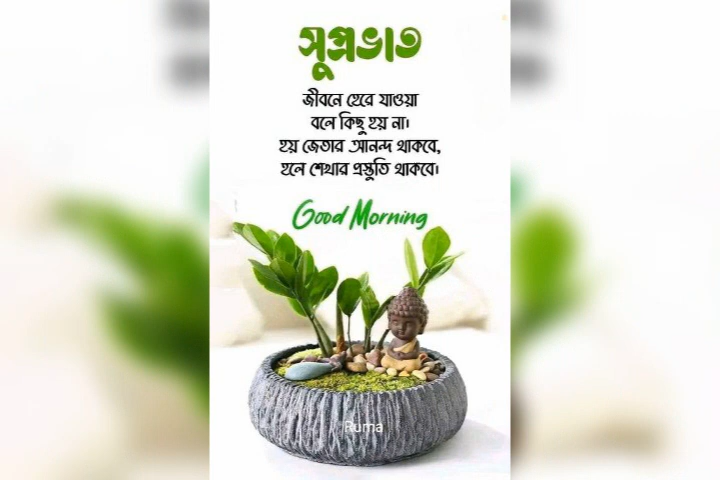 সুপ্রভাত
জীবনে হেরে যাওয়া
বলে কিছু হয় না।
হয় জেতার আনন্দ থাকবে,
হলে শেখার প্রস্তুতি থাকবে।
Good Morning
Ruma